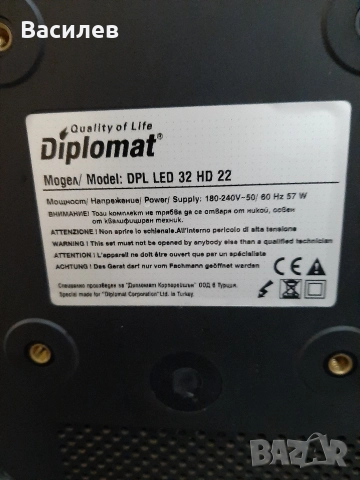 Василев
Quality of Life
Diplomat®
Модел/ Model: DPL LED 32 HD 22
Мощност/ Напрежение/ Power/ Supply: 180-240V~50/ 60 Hz 57 W
ВНИМАНИЕ! Този комплект не трябва да се отваря от никой, освен
от квалифициран техник.
ATTENZIONE ! Non aprire lo schienale.All'interno pericolo di alta tensione
WARNING ! This set must not be opened by anybody else than a qualified technician
ATTENTION ! L'appareil ne doit être ouvert que par un spécialiste
ACHTUNG ! Das Gerat darf nur vom Fachmann geöffnet werden
CE
Специално произведен за "Дипломат Корпорейшън" ООД в Турция.
Special made for "Diplomat Corporation" Ltd. in Turkey
BAZAR
bg